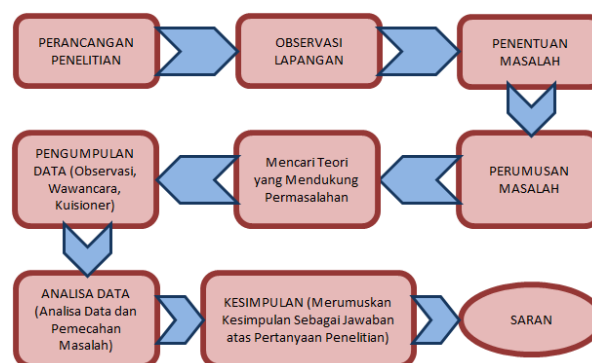 PERANCANGAN
PENELITIAN
OBSERVASI
LAPANGAN
PENENTUAN
MASALAH
PERUMUSAN
MASALAH
Mencari Teori
yang Mendukung
Permasalahan
PENGUMPULAN
DATA (Observasi,
Wawancara,
Kuisioner)
ANALISA DATA
(Analisa Data dan
Pemecahan
Masalah)
KESIMPULAN (Merumuskan
Kesimpulan Sebagai Jawaban
atas Pertanyaan Penelitian)
SARAN